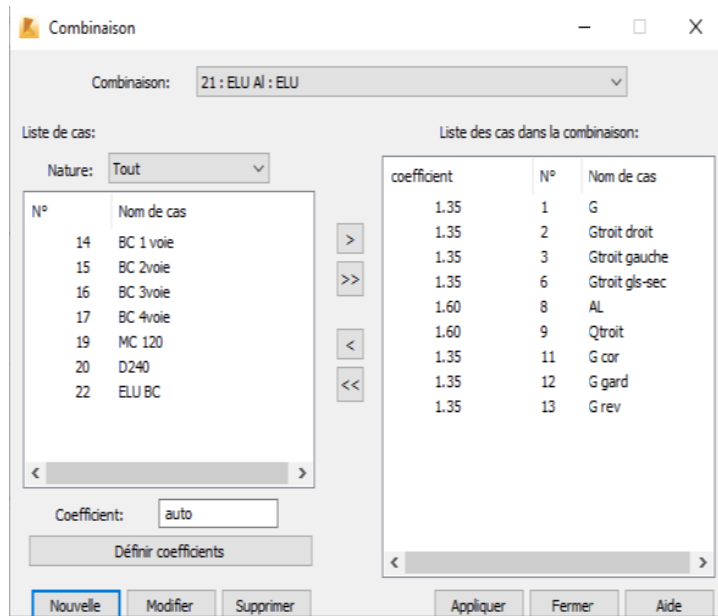 Combinaison
Combinaison: 21 : ELU Al : ELU
Liste de cas:
Nature: Tout
N° Nom de cas
14 BC 1 voie
15 BC 2voie
16 BC 3voie
17 BC 4voie
19 MC 120
20 D240
22 ELU BC
Coefficient: auto
Définir coefficients
Nouvelle Modifier Supprimer
>
>>
<
<<
Liste des cas dans la combinaison:
coefficient N° Nom de cas
1.35 1 G
1.35 2 Gtroit droit
1.35 3 Gtroit gauche
1.35 6 Gtroit gls-sec
1.60 8 AL
1.60 9 Qtroit
1.35 11 G cor
1.35 12 G gard
1.35 13 G rev
Appliquer Fermer Aide